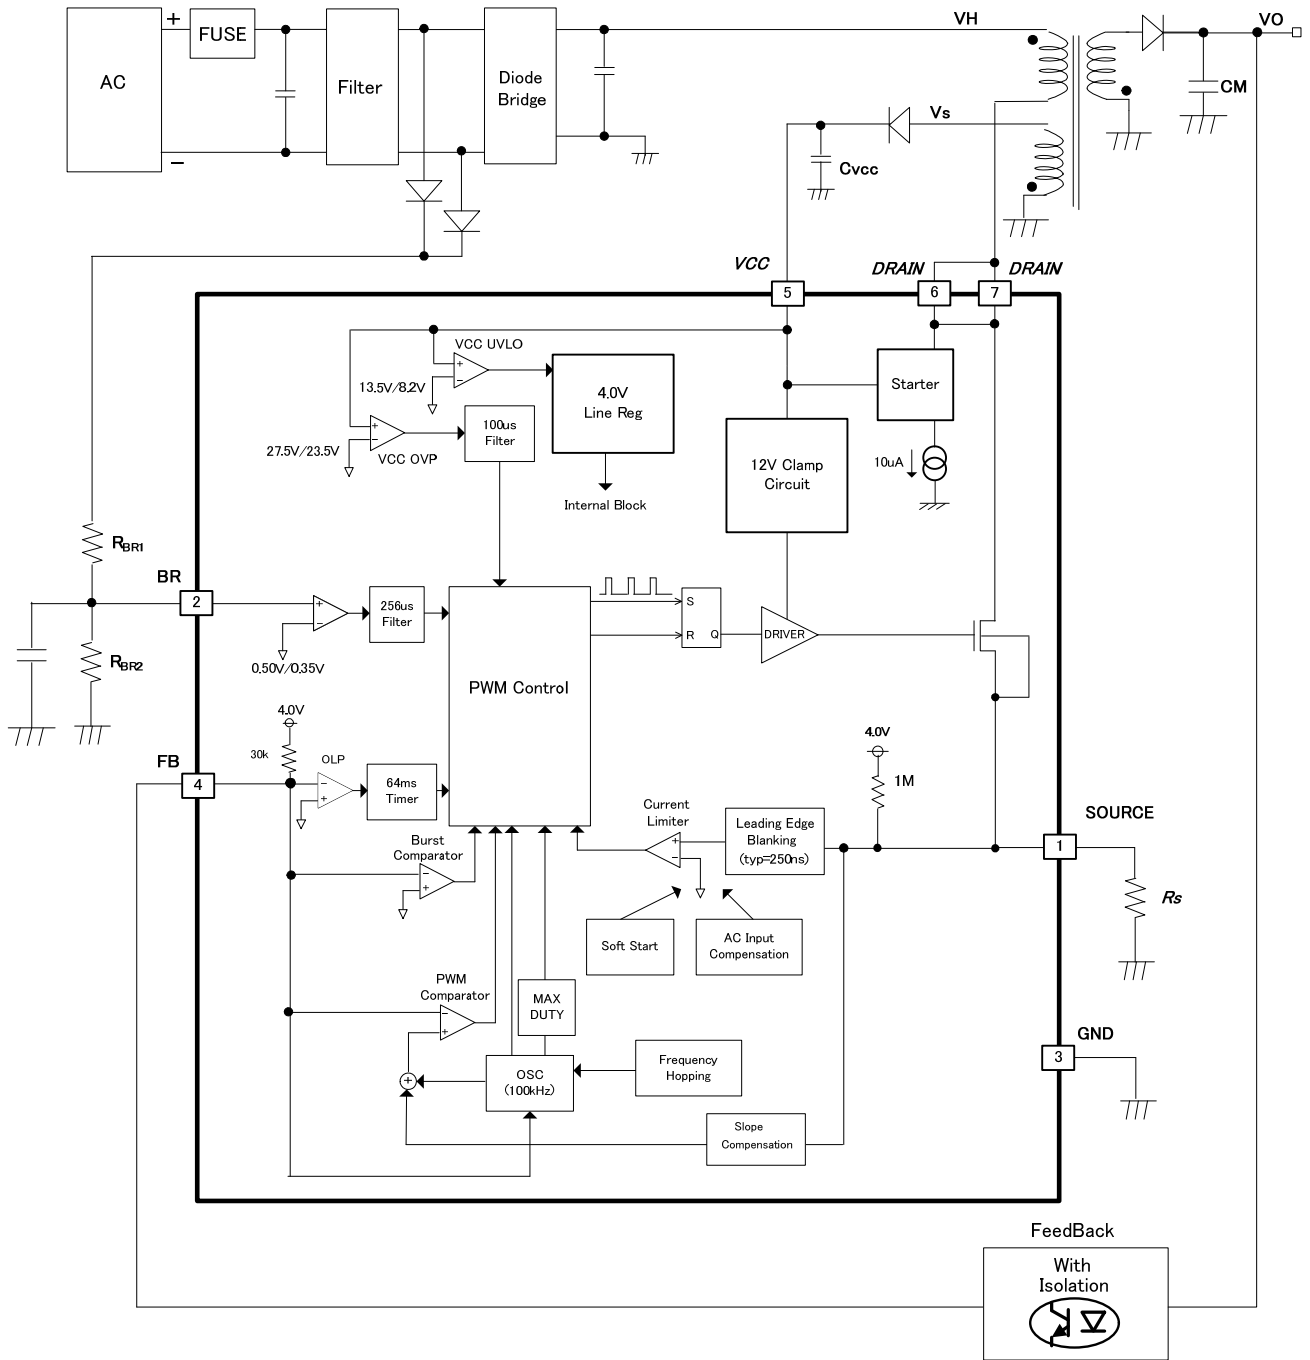 +
VH
VO
FUSE
AC
Filter
Diode
Bridge
CM
Vs
−
Cvcc
VCC
DRAIN
DRAIN
5
6
7
VCC UVLO
+
−
13.5V/8.2V
4.0V
Line Reg
Starter
100us
Filter
+
−
27.5V/23.5V
VCC OVP
12V Clamp
Circuit
10uA
Internal Block
RBR1
BR
2
+
−
256us
Filter
0.50V/0.35V
S
R
Q
DRIVER
RBR2
PWM Control
4.0V
30k
FB
4
OLP
−
+
64ms
Timer
4.0V
1M
Current
Limiter
+
−
Leading Edge
Blanking
(typ=250ns)
SOURCE
1
Burst
Comparator
−
+
Rs
Soft Start
AC Input
Compensation
PWM
Comparator
−
+
MAX
DUTY
GND
3
+
OSC
(100kHz)
Frequency
Hopping
Slope
Compensation
FeedBack
With
Isolation